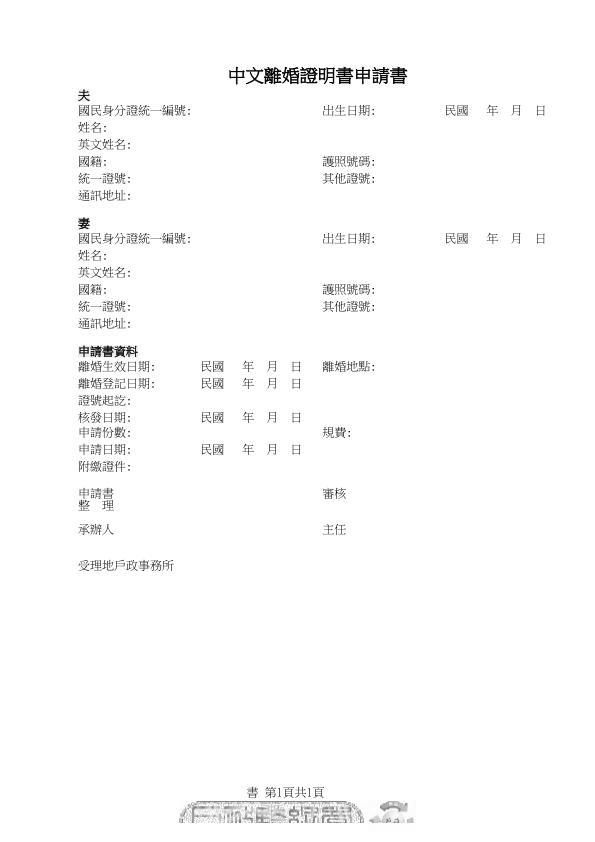 中文離婚證明書申請書
夫
國民身分證統一編號: 出生日期: 民國 年 月 日
姓名:
英文姓名:
國籍: 護照號碼:
統一證號: 其他證號:
通訊地址:
妻
國民身分證統一編號: 出生日期: 民國 年 月 日
姓名:
英文姓名:
國籍: 護照號碼:
統一證號: 其他證號:
通訊地址:
申請書資料
離婚生效日期: 民國 年 月 日 離婚地點:
離婚登記日期: 民國 年 月 日
證號起訖:
核發日期: 民國 年 月 日
申請份數: 規費:
申請日期: 民國 年 月 日
附繳證件:
申請書 審核
整 理
承辦人 主任
受理地戶政事務所
書 第1頁共1頁